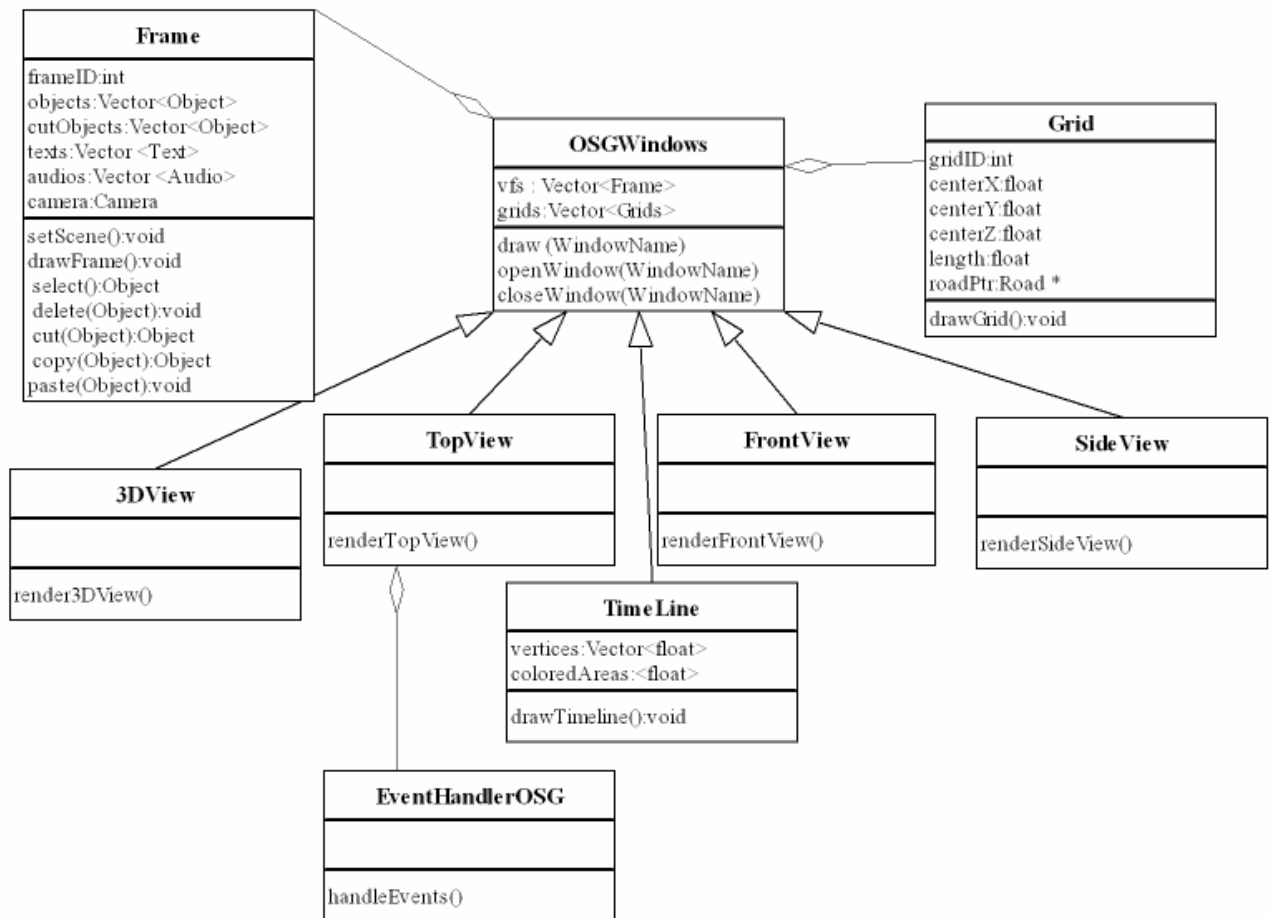 Frame
frameID:int
objects:Vector<Object>
cutObjects:Vector<Object>
texts:Vector <Text>
audios:Vector <Audio>
camera:Camera
setScene():void
drawFrame():void
select():Object
delete(Object):void
cut(Object):Object
copy(Object):Object
paste(Object):void
OSGWindows
vfs : Vector<Frame>
grids:Vector<Grids>
draw (WindowName)
openWindow(WindowName)
closeWindow(WindowName)
Grid
gridID:int
centerX:float
centerY:float
centerZ:float
length:float
roadPtr:Road *
drawGrid():void
3DView
render3DView()
TopView
renderTopView()
FrontView
renderFrontView()
SideView
renderSideView()
TimeLine
vertices:Vector<float>
coloredAreas:<float>
drawTimeline():void
EventHandlerOSG
handleEvents()